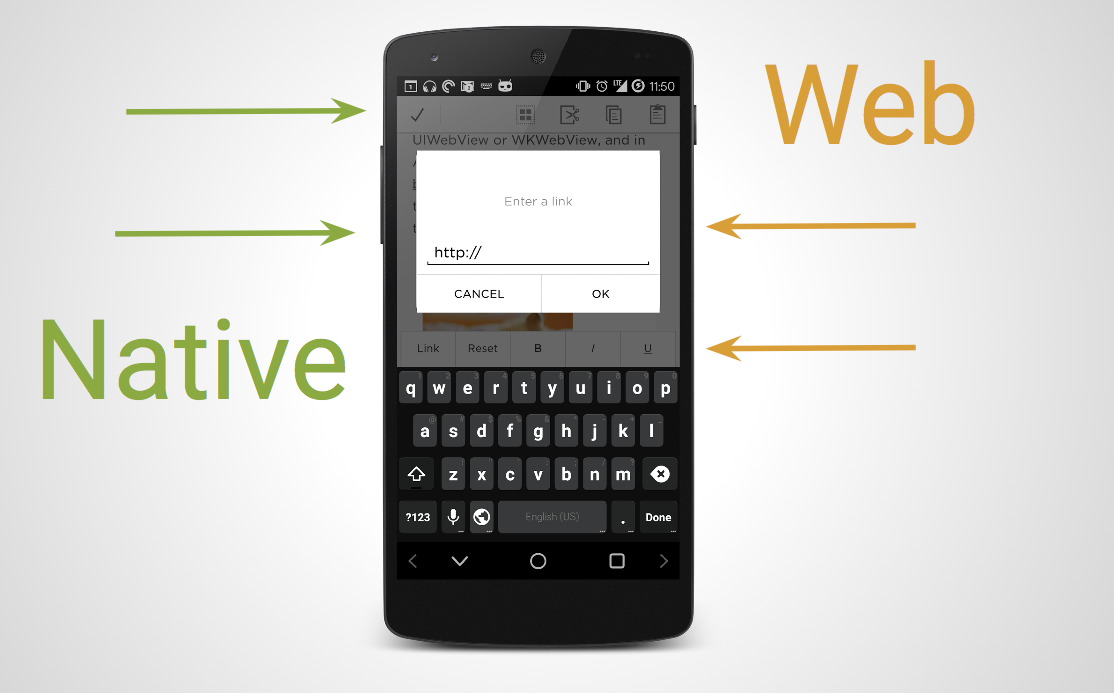 Web
11:50
UIWebView or WKWebView, and in
Enter a link
http://
CANCEL OK
Native
Link Reset B I U
q w e r t y u i o p
a s d f g h j k l
z x c v b n m
?123 English (US) . Done